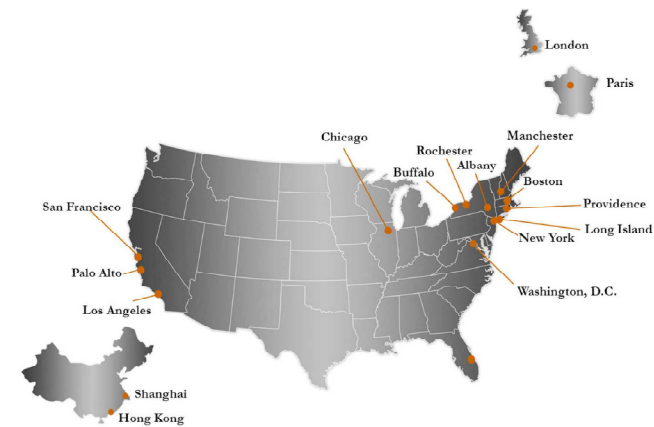 London
Paris
Chicago
Manchester
Rochester
Albany
Buffalo
Boston
Providence
San Francisco
Long Island
New York
Palo Alto
Washington, D.C.
Los Angeles
Shanghai
Hong Kong